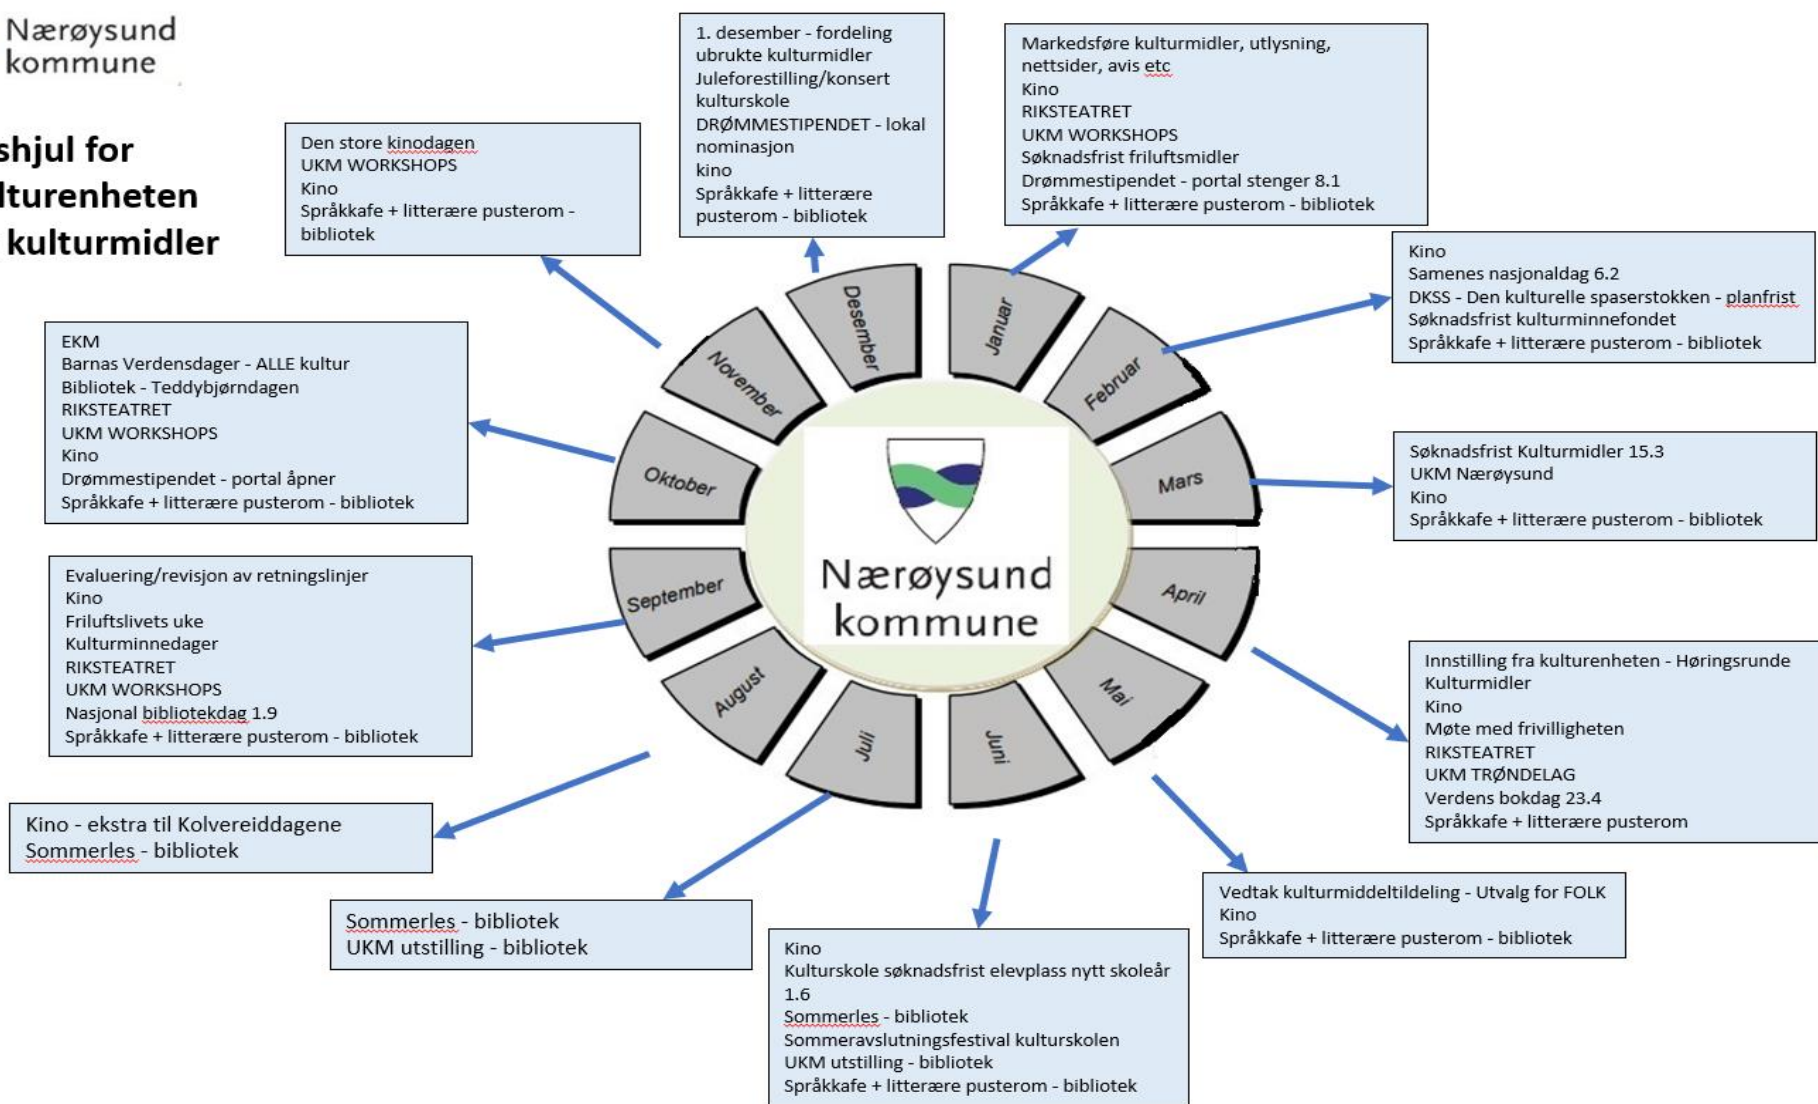 Nærøysund
kommune
shjul for
lturenheten
kulturmidler
Den store kinodagen
UKM WORKSHOPS
Kino
Språkkafe + litterære pusterom -
bibliotek
1. desember - fordeling
ubrukte kulturmidler
Juleforestilling/konsert
kulturskole
DRØMMESTIPENDET - lokal
nominasjon
kino
Språkkafe + litterære
pusterom - bibliotek
Markedsføre kulturmidler, utlysning,
nettsider, avis etc
Kino
RIKSTEATRET
UKM WORKSHOPS
Søknadsfrist friluftsmidler
Drømmestipendet - portal stenger 8.1
Språkkafe + litterære pusterom - bibliotek
Kino
Samenes nasjonaldag 6.2
DKSS - Den kulturelle spaserstokken - planfrist
Søknadsfrist kulturminnefondet
Språkkafe + litterære pusterom - bibliotek
Søknadsfrist Kulturmidler 15.3
UKM Nærøysund
Kino
Språkkafe + litterære pusterom - bibliotek
Innstilling fra kulturenheten - Høringsrunde
Kulturmidler
Kino
Møte med frivilligheten
RIKSTEATRET
UKM TRØNDELAG
Verdens bokdag 23.4
Språkkafe + litterære pusterom
Vedtak kulturmiddeltildeling - Utvalg for FOLK
Kino
Språkkafe + litterære pusterom - bibliotek
Kino
Kulturskole søknadsfrist elevplass nytt skoleår
1.6
Sommerles - bibliotek
Sommeravslutningsfestival kulturskolen
UKM utstilling - bibliotek
Språkkafe + litterære pusterom - bibliotek
Sommerles - bibliotek
UKM utstilling - bibliotek
Kino - ekstra til Kolvereiddagene
Sommerles - bibliotek
Evaluering/revisjon av retningslinjer
Kino
Friluftslivets uke
Kulturminnedager
RIKSTEATRET
UKM WORKSHOPS
Nasjonal bibliotekdag 1.9
Språkkafe + litterære pusterom - bibliotek
EKM
Barnas Verdensdager - ALLE kultur
Bibliotek - Teddybjørndagen
RIKSTEATRET
UKM WORKSHOPS
Kino
Drømmestipendet - portal åpner
Språkkafe + litterære pusterom - bibliotek
Januar
Februar
Mars
April
Mai
Juni
Juli
August
September
Oktober
November
Desember
Nærøysund
kommune